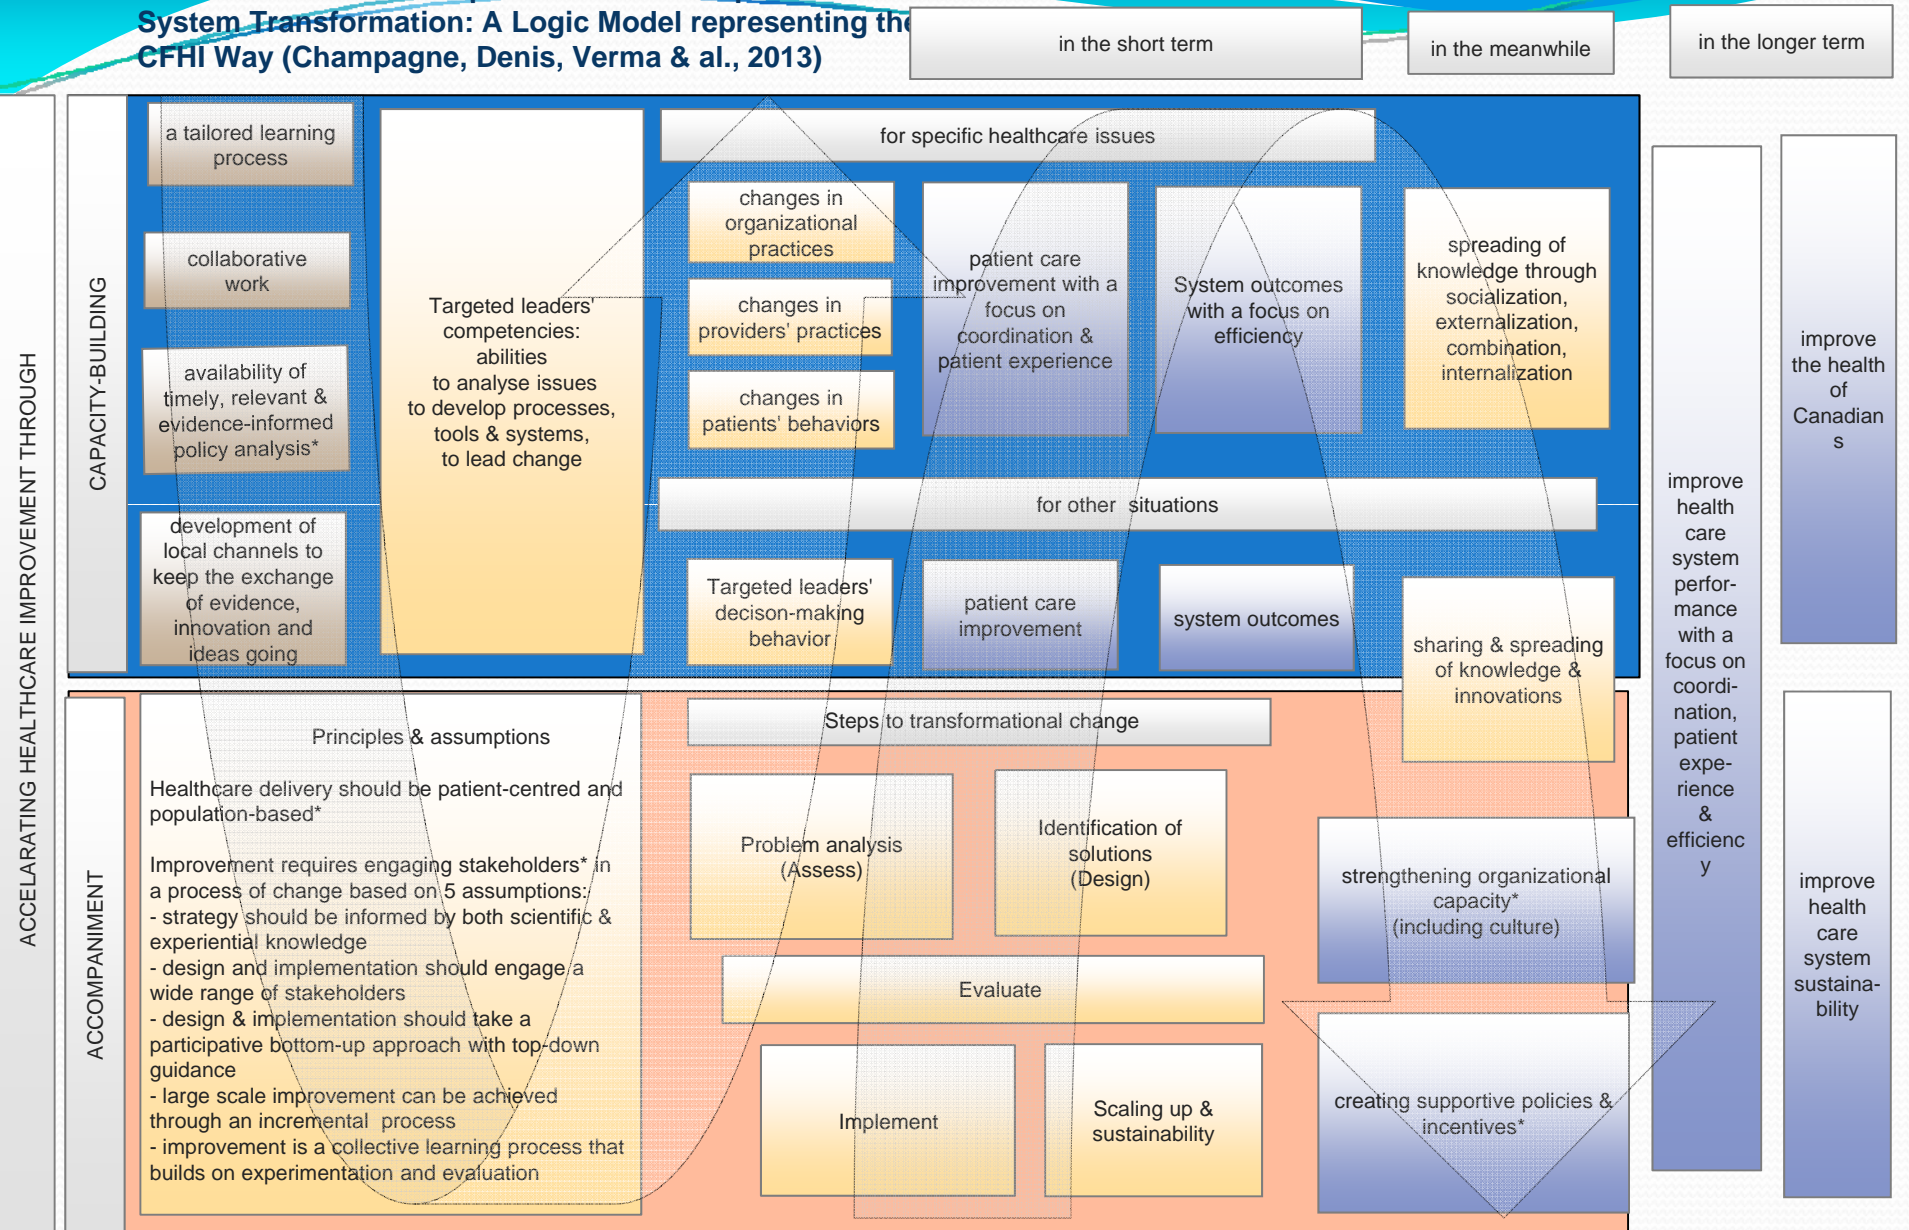 System Transformation: A Logic Model representing the
CFHI Way (Champagne, Denis, Verma & al., 2013)
in the short term
in the meanwhile
in the longer term
ACCELARATING HEALTHCARE IMPROVEMENT THROUGH
CAPACITY-BUILDING
a tailored learning
process
collaborative
work
availability of
timely, relevant &
evidence-informed
policy analysis*
development of
local channels to
keep the exchange
of evidence,
innovation and
ideas going
Targeted leaders'
competencies:
abilities
to analyse issues
to develop processes,
tools & systems,
to lead change
for specific healthcare issues
changes in
organizational
practices
changes in
providers' practices
changes in
patients' behaviors
patient care
improvement with a
focus on
coordination &
patient experience
System outcomes
with a focus on
efficiency
spreading of
knowledge through
socialization,
externalization,
combination,
internalization
for other situations
Targeted leaders'
decison-making
behavior
patient care
improvement
system outcomes
sharing & spreading
of knowledge &
innovations
ACCOMPANIMENT
Principles & assumptions
Healthcare delivery should be patient-centred and
population-based*
Improvement requires engaging stakeholders* in
a process of change based on 5 assumptions:
- strategy should be informed by both scientific &
experiential knowledge
- design and implementation should engage a
wide range of stakeholders
- design & implementation should take a
participative bottom-up approach with top-down
guidance
- large scale improvement can be achieved
through an incremental process
- improvement is a collective learning process that
builds on experimentation and evaluation
Steps to transformational change
Problem analysis
(Assess)
Identification of
solutions
(Design)
Evaluate
Implement
Scaling up &
sustainability
strengthening organizational
capacity*
(including culture)
creating supportive policies &
incentives*
improve
health
care
system
perfor-
mance
with a
focus on
coordi-
nation,
patient
expe-
rience
&
efficienc
y
improve
the health
of
Canadian
s
improve
health
care
system
sustaina-
bility